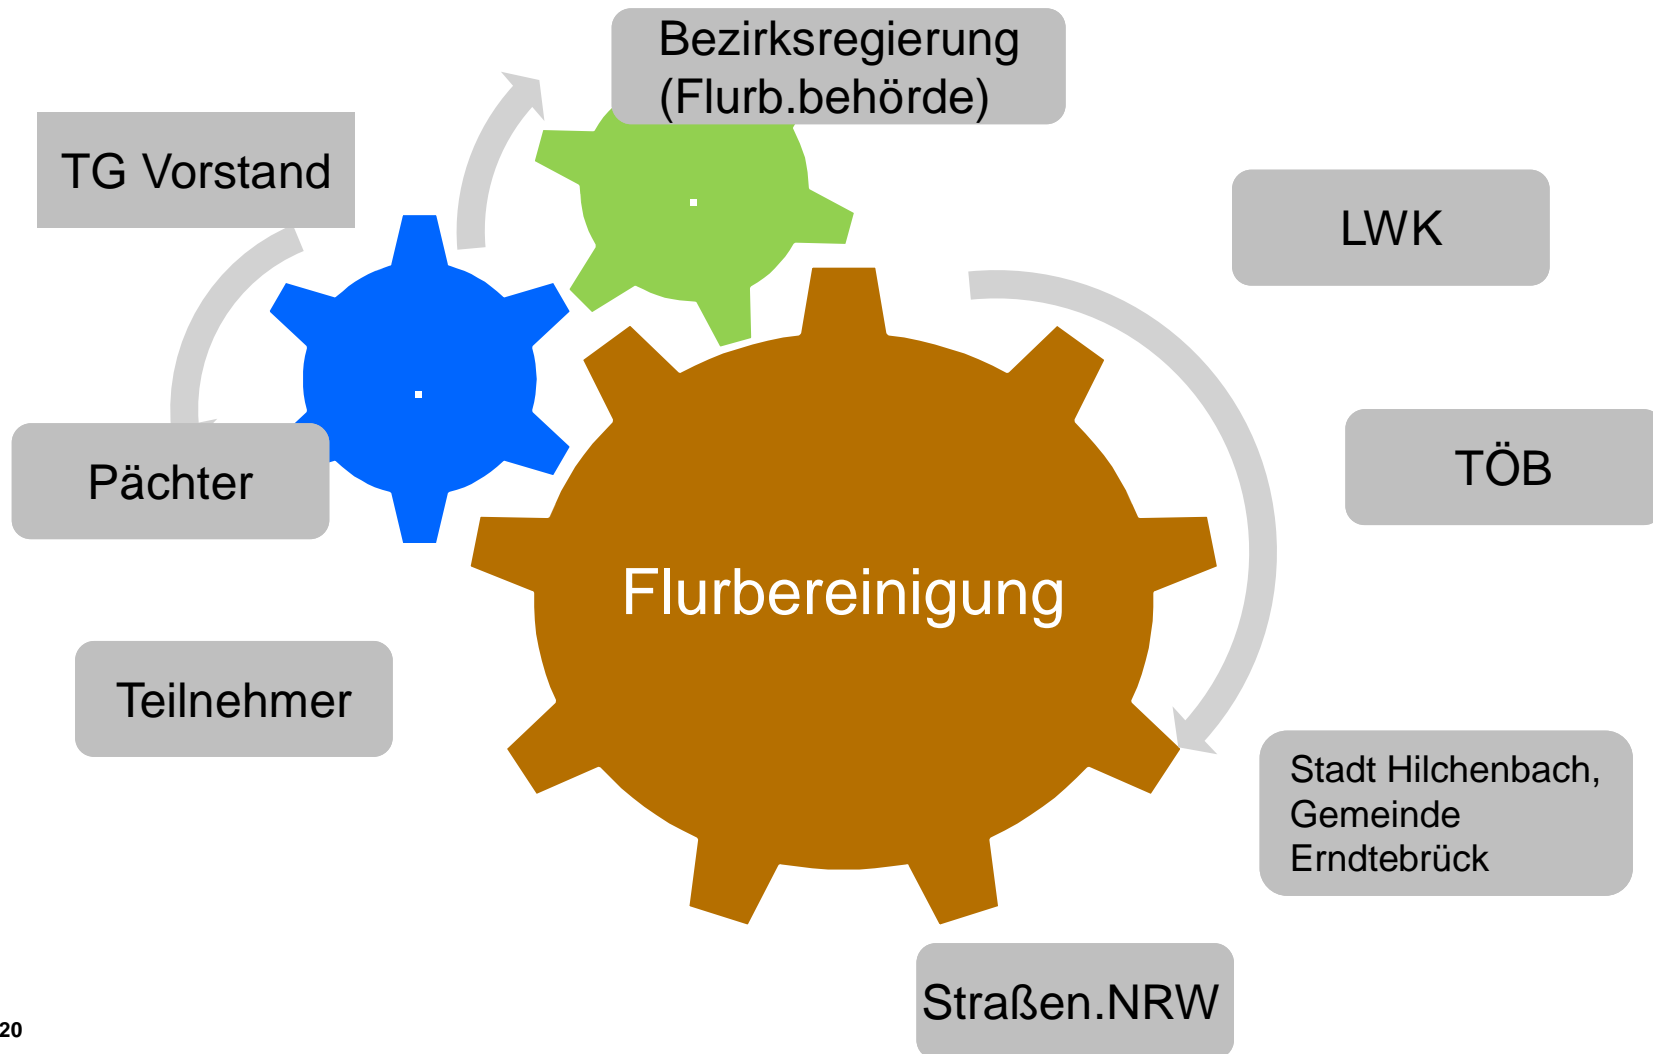 Bezirksregierung
(Flurb.behörde)
TG Vorstand
LWK
Pächter
TÖB
Flurbereinigung
Teilnehmer
Stadt Hilchenbach,
Gemeinde
Erndtebrück
Straßen.NRW
20